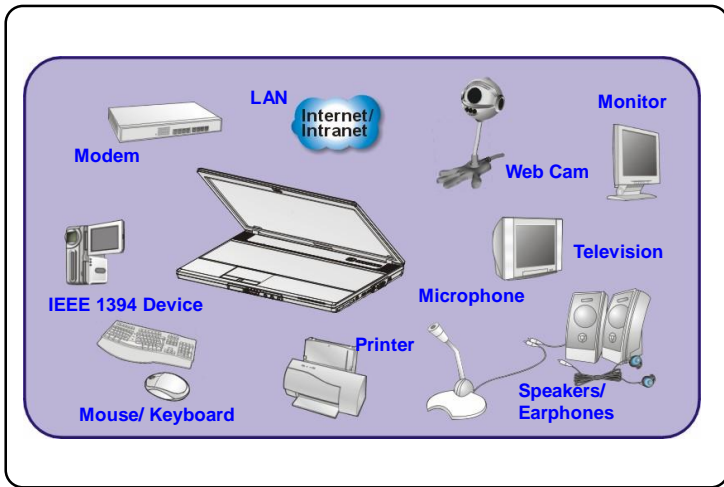 LAN
Internet/
Intranet
Monitor
Modem
Web Cam
Television
IEEE 1394 Device
Microphone
Printer
Mouse/ Keyboard
Speakers/
Earphones